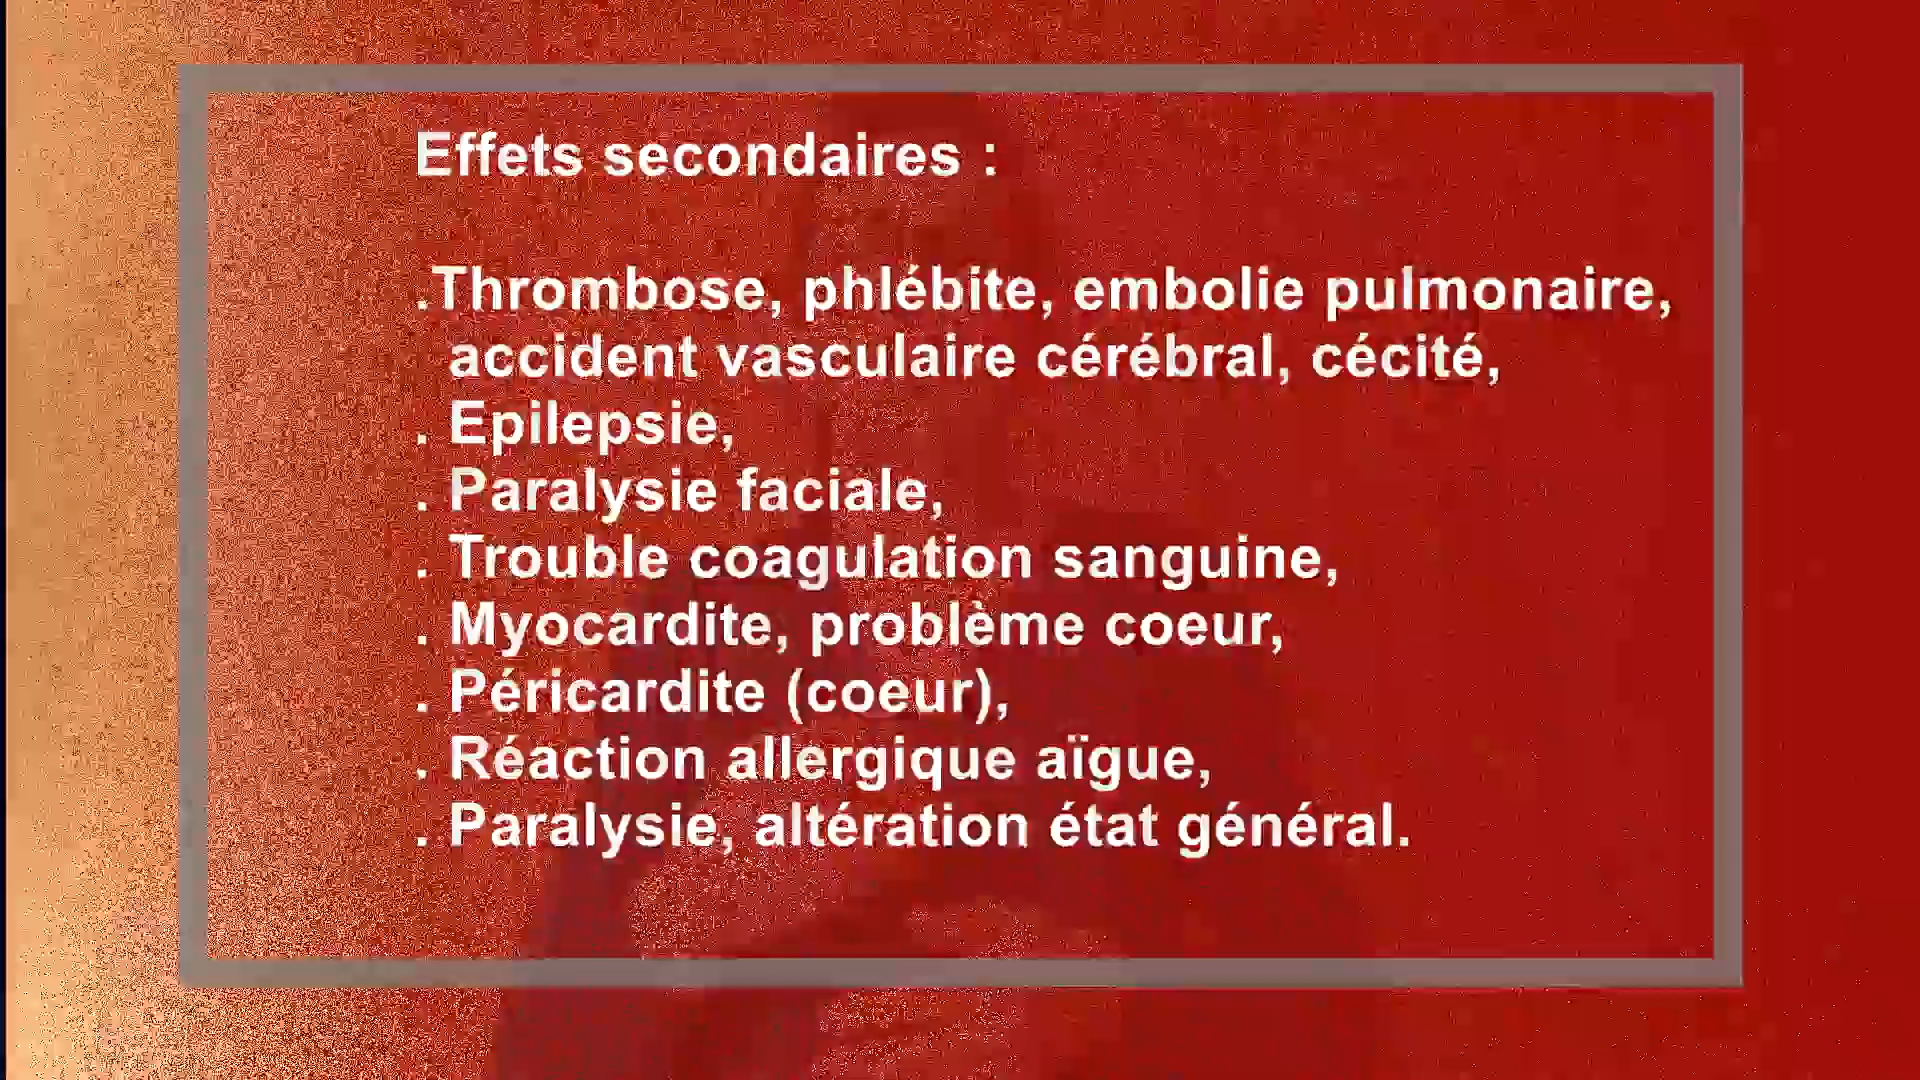 Effets secondaires :
.Thrombose, phlébite, embolie pulmonaire,
accident vasculaire cérébral, cécité,
. Epilepsie,
. Paralysie faciale,
. Trouble coagulation sanguine,
. Myocardite, problème coeur,
. Péricardite (coeur),
. Réaction allergique aïgue,
. Paralysie, altération état général.